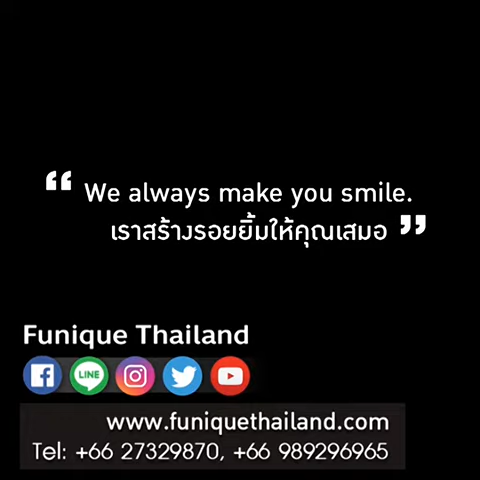 “ We always make you smile.
เราสร้างรอยยิ้มให้คุณเสมอ ”
Funique Thailand
LINE
www.funiquethailand.com
Tel: +66 27329870, +66 989296965